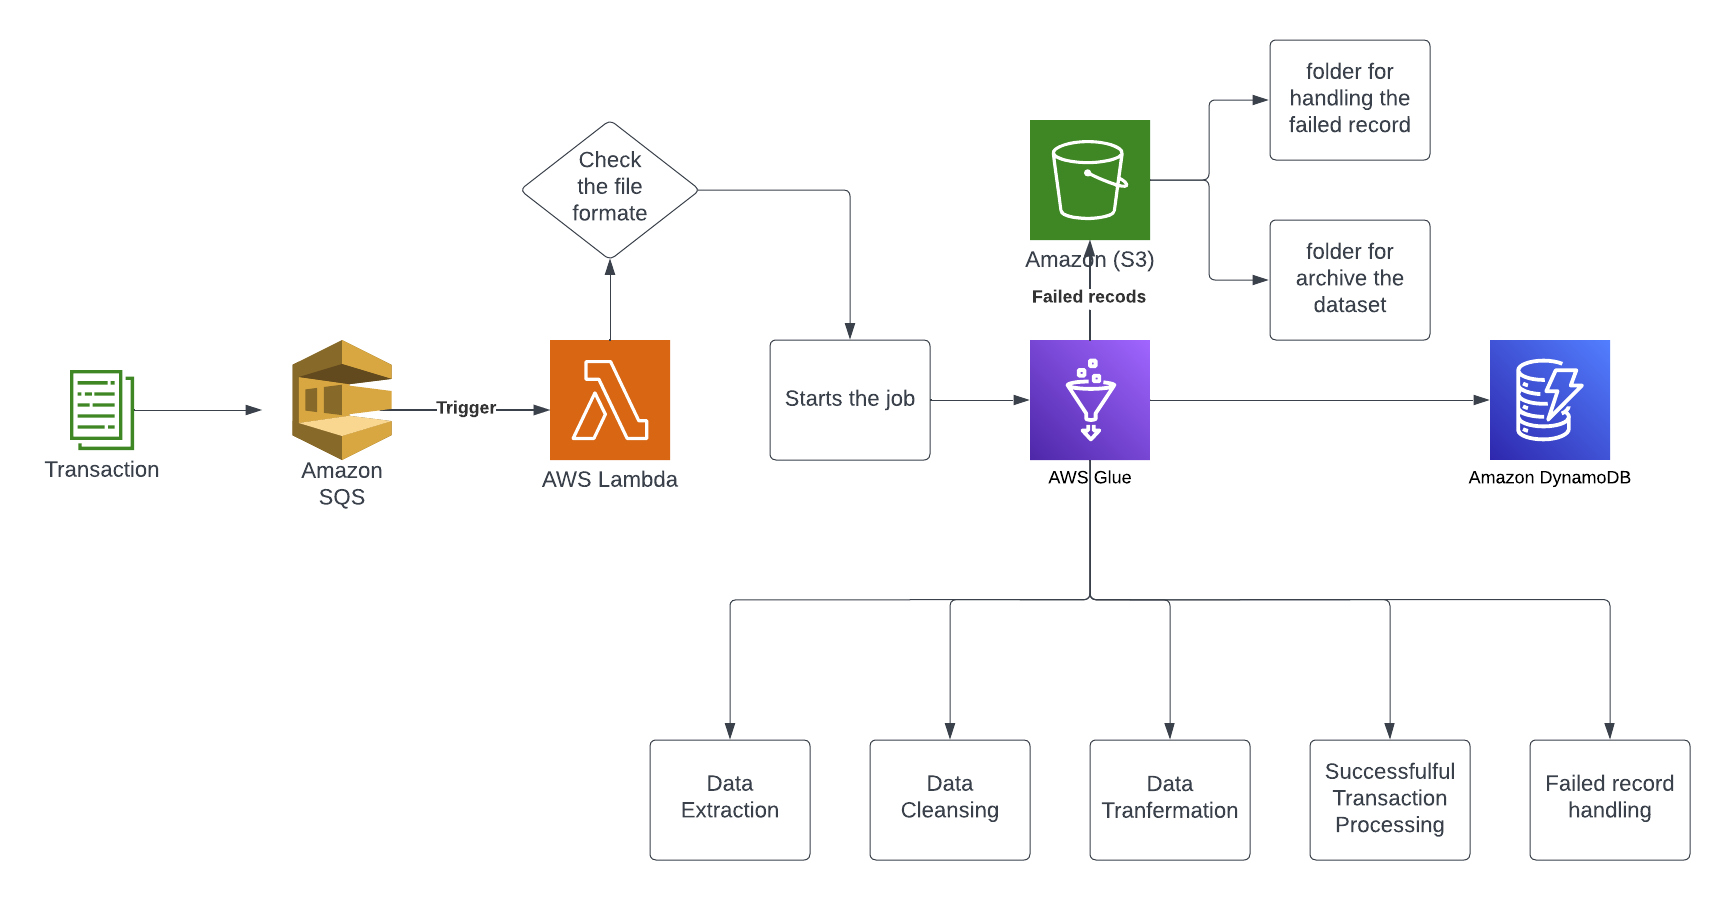 folder for
handling the
failed record
Check
the file
formate
Amazon (S3)
folder for
archive the
dataset
Failed recods
Transaction
Amazon
SQS
Trigger
AWS Lambda
Starts the job
AWS Glue
Amazon DynamoDB
Data
Extraction
Data
Cleansing
Data
Tranfermation
Successfulful
Transaction
Processing
Failed record
handling